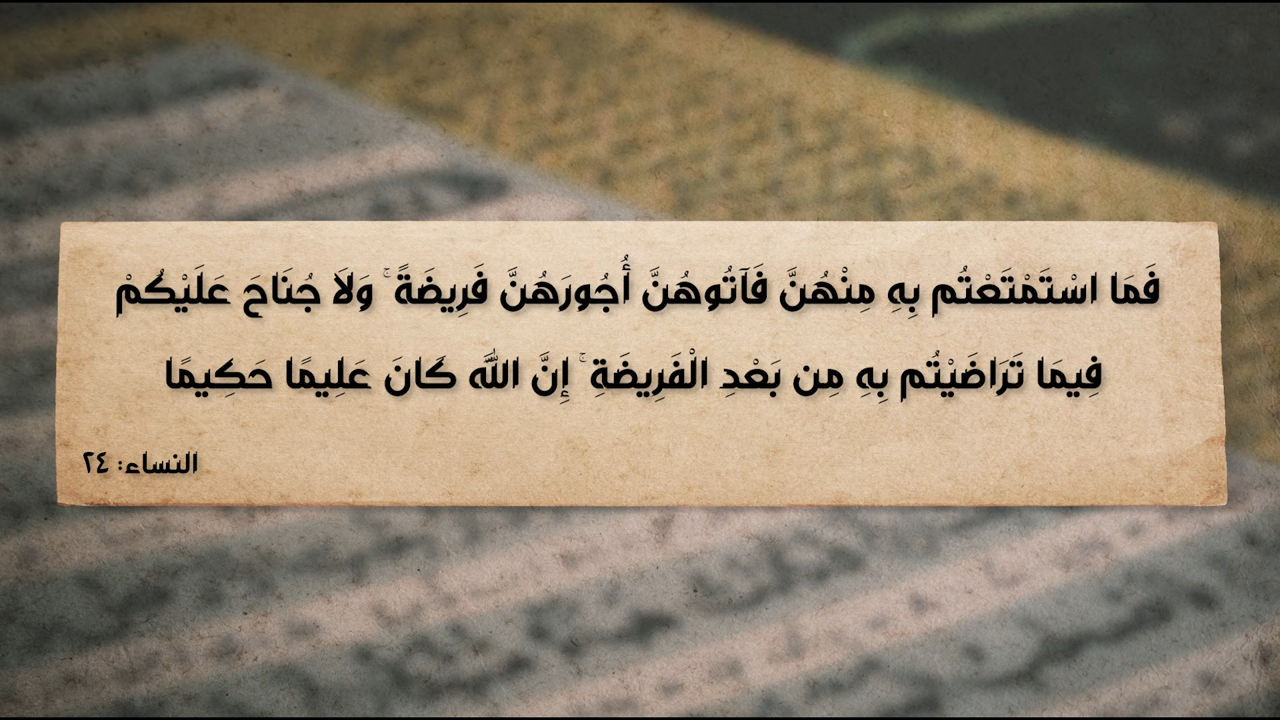 فَمَا اسْتَمْتَعْتُم بِهِ مِنْهُنَّ فَآتُوهُنَّ أُجُورَهُنَّ فَرِيضَةً ۚ وَلَا جُنَاحَ عَلَيْكُمْ
فِيمَا تَرَاضَيْتُم بِهِ مِن بَعْدِ الْفَرِيضَةِ ۚ إِنَّ اللَّهَ كَانَ عَلِيمًا حَكِيمًا
النساء: ٢٤